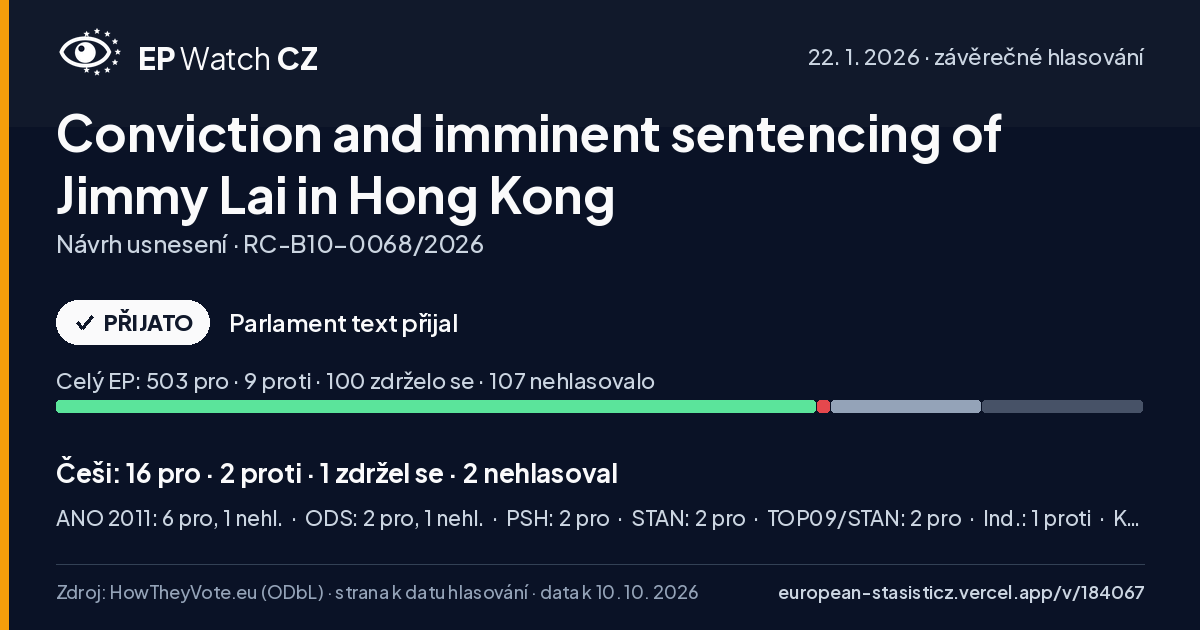 EP Watch CZ
22. 1. 2026 · závěrečné hlasování
Conviction and imminent sentencing of
Jimmy Lai in Hong Kong
Návrh usnesení · RC-B10-0068/2026
✓ PŘIJATO
Parlament text přijal
Celý EP: 503 pro · 9 proti · 100 zdrželo se · 107 nehlasovalo
Češi: 16 pro · 2 proti · 1 zdržel se · 2 nehlasoval
ANO 2011: 6 pro, 1 nehl. · ODS: 2 pro, 1 nehl. · PSH: 2 pro · STAN: 2 pro · TOP09/STAN: 2 pro · Ind.: 1 proti · K…
Zdroj: HowTheyVote.eu (ODbL) · strana k datu hlasování · data k 10. 10. 2026
european-stasisticz.vercel.app/v/184067